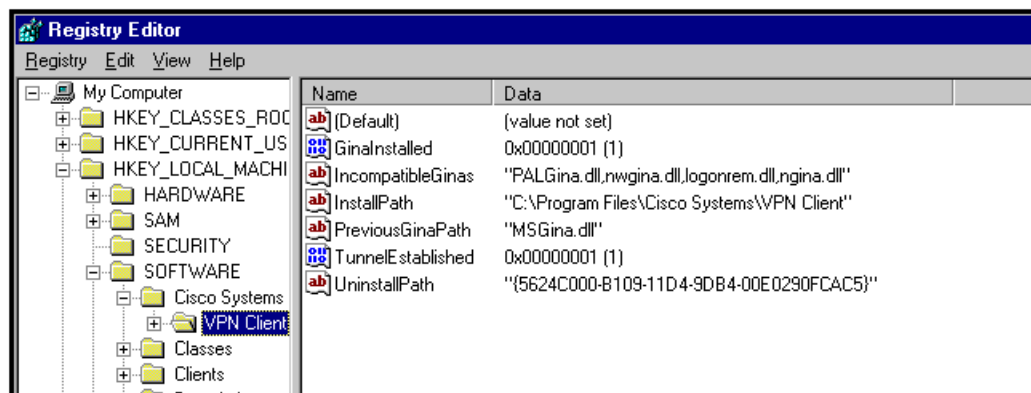 Registry Editor
Registry Edit View Help
My Computer
HKEY_CLASSES_ROO
HKEY_CURRENT_US
HKEY_LOCAL_MACHI
HARDWARE
SAM
SECURITY
SOFTWARE
Cisco Systems
VPN Client
Classes
Clients
Name Data
(Default) (value not set)
GinaInstalled 0x00000001 (1)
IncompatibleGinas "PALGina.dll,nwgina.dll,logonrem.dll,ngina.dll"
InstallPath "C:\Program Files\Cisco Systems\VPN Client"
PreviousGinaPath "MSGina.dll"
TunnelEstablished 0x00000001 (1)
UninstallPath "{5624C000-B109-11D4-9DB4-00E0290FCAC5}"